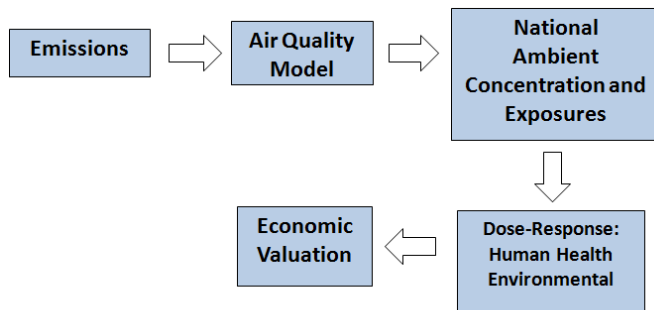 Emissions
Air Quality
Model
National
Ambient
Concentration and
Exposures
Dose-Response:
Human Health
Environmental
Economic
Valuation